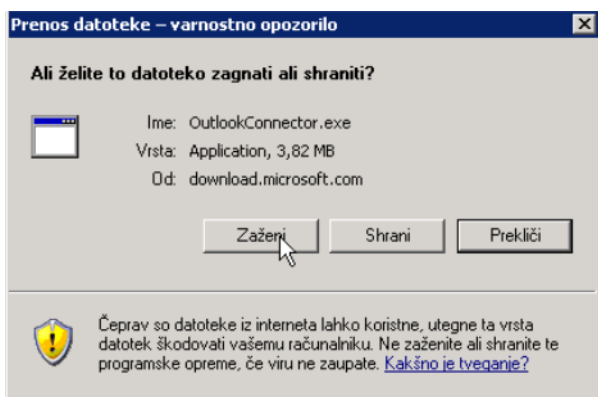 Prenos datoteke – varnostno opozorilo
Ali želite to datoteko zagnati ali shraniti?
Ime: OutlookConnector.exe
Vrsta: Application, 3,82 MB
Od: download.microsoft.com
Zaženi Shrani Prekliči
Čeprav so datoteke iz interneta lahko koristne, utegne ta vrsta
datotek škodovati vašemu računalniku. Ne zaženite ali shranite te
programske opreme, če viru ne zaupate. Kakšno je tveganje?